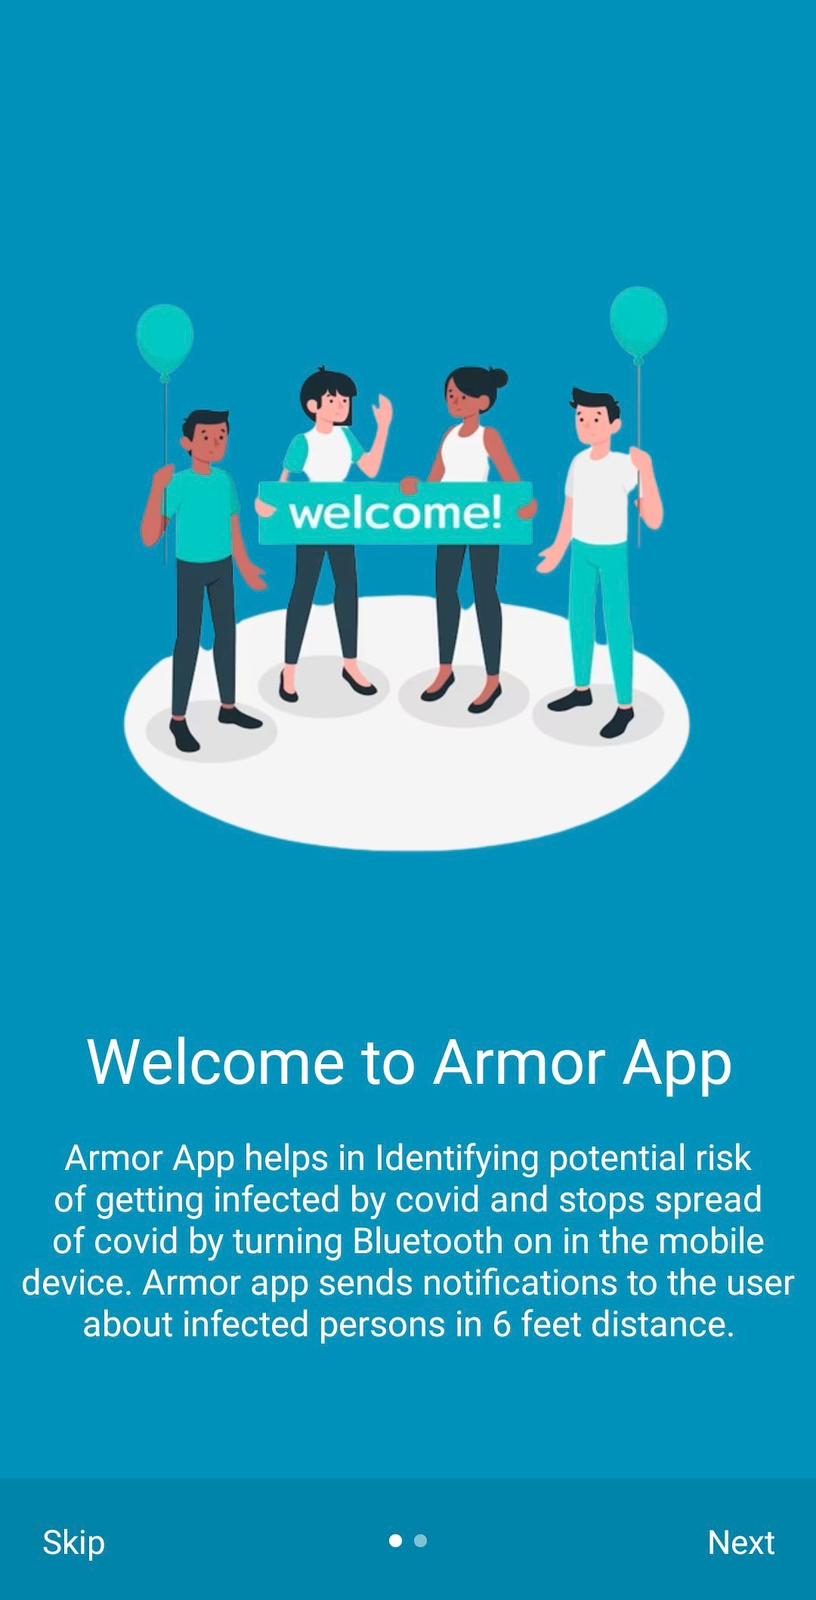 welcome!
Welcome to Armor App
Armor App helps in Identifying potential risk
of getting infected by covid and stops spread
of covid by turning Bluetooth on in the mobile
device. Armor app sends notifications to the user
about infected persons in 6 feet distance.
Skip
Next